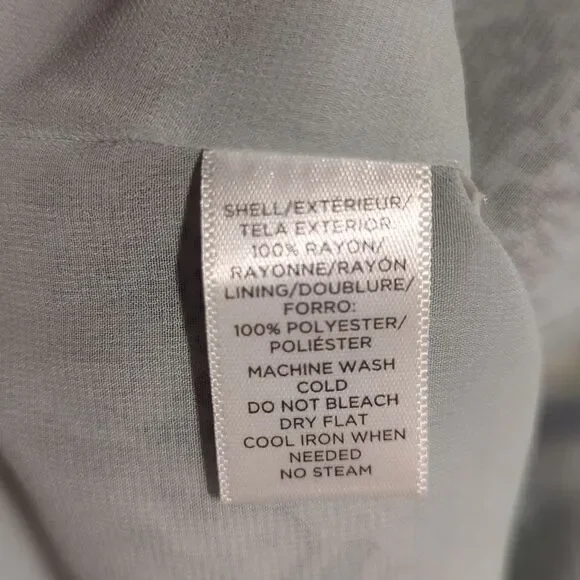 SHELL/EXTÉRIEUR/
TELA EXTERIOR
100% RAYON/
RAYONNE/RAYÓN
LINING/DOUBLURE/
FORRO:
100% POLYESTER/
POLIÉSTER
MACHINE WASH
COLD
DO NOT BLEACH
DRY FLAT
COOL IRON WHEN
NEEDED
NO STEAM